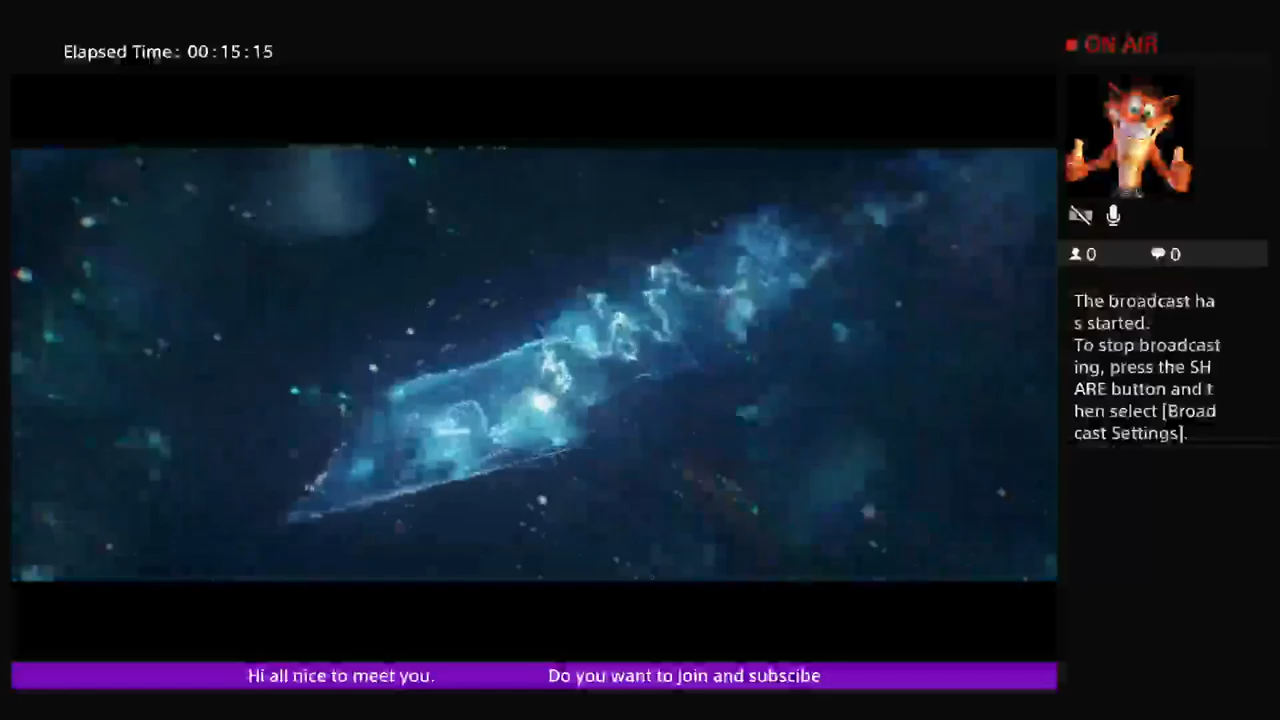 Elapsed Time: 00:15:15
ON AIR
0 0
The broadcast ha
s started.
To stop broadcast
ing, press the SH
ARE button and t
hen select [Broad
cast Settings].
Hi all nice to meet you. Do you want to join and subscibe